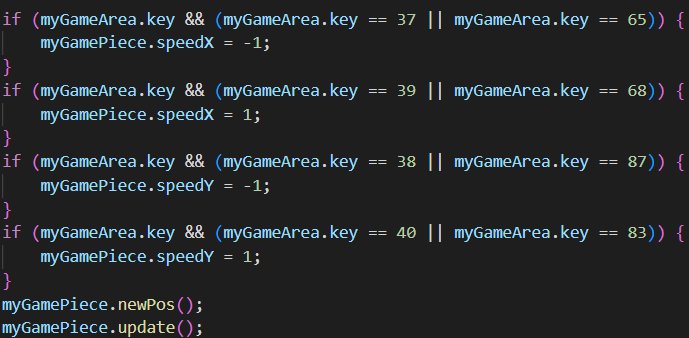 if (myGameArea.key && (myGameArea.key == 37 || myGameArea.key == 65)) {
    myGamePiece.speedX = -1;
}
if (myGameArea.key && (myGameArea.key == 39 || myGameArea.key == 68)) {
    myGamePiece.speedX = 1;
}
if (myGameArea.key && (myGameArea.key == 38 || myGameArea.key == 87)) {
    myGamePiece.speedY = -1;
}
if (myGameArea.key && (myGameArea.key == 40 || myGameArea.key == 83)) {
    myGamePiece.speedY = 1;
}
myGamePiece.newPos();
myGamePiece.update();